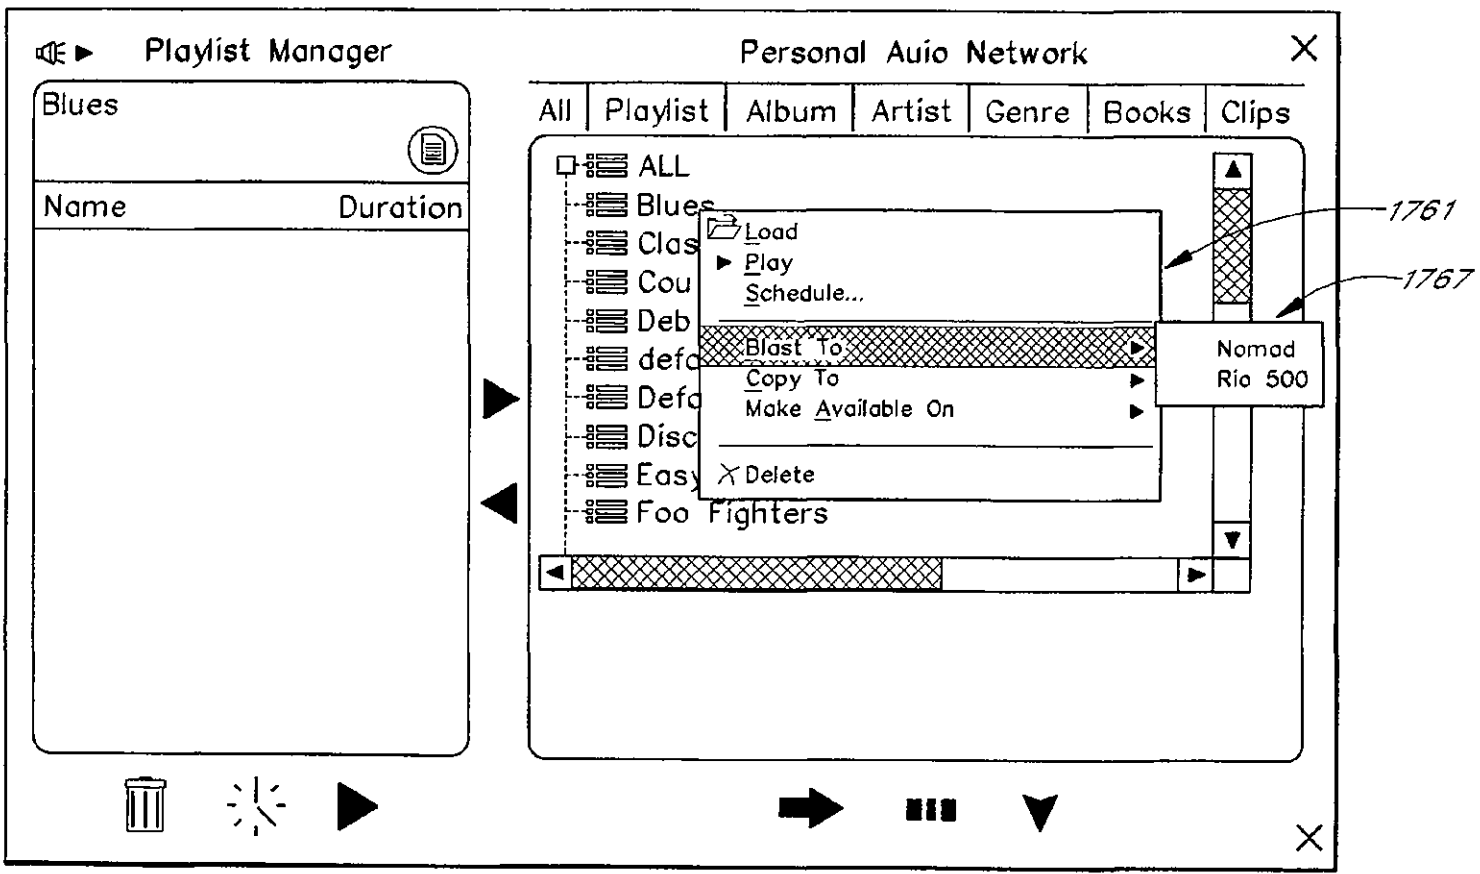 Playlist Manager
Personal Auio Network
Blues
Name Duration
All Playlist Album Artist Genre Books Clips
ALL
Blues
Clas
Cou
Deb
defa
Defa
Disc
Easy
Foo Fighters
Load
Play
Schedule...
Blast To
Copy To
Make Available On
Delete
Nomad
Rio 500
1761
1767